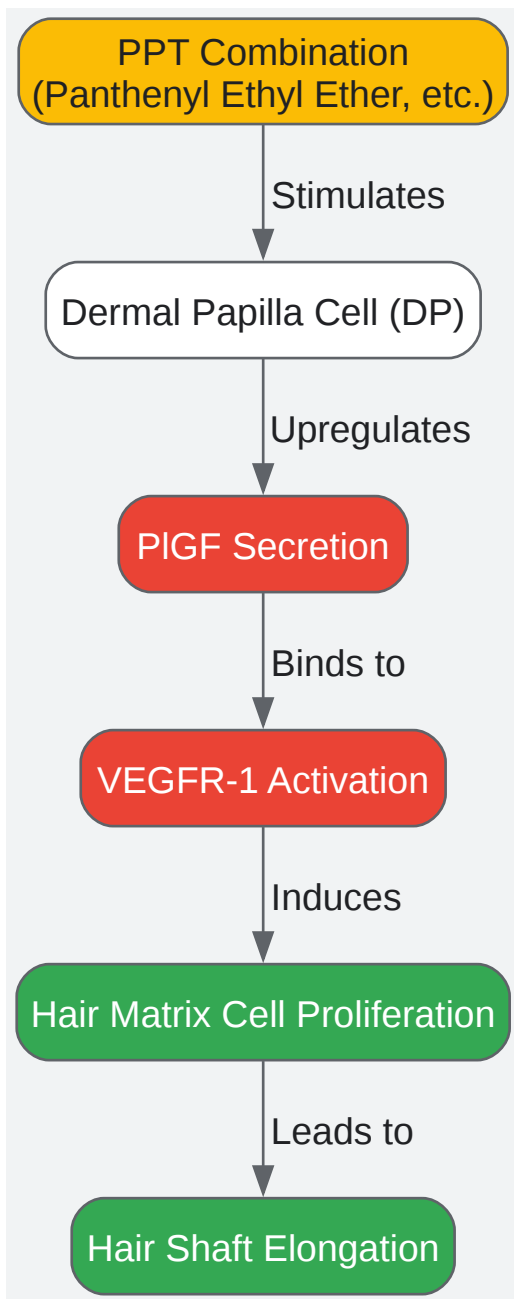 PPT Combination
(Panthenyl Ethyl Ether, etc.)
Stimulates
Dermal Papilla Cell (DP)
Upregulates
PlGF Secretion
Binds to
VEGFR-1 Activation
Induces
Hair Matrix Cell Proliferation
Leads to
Hair Shaft Elongation